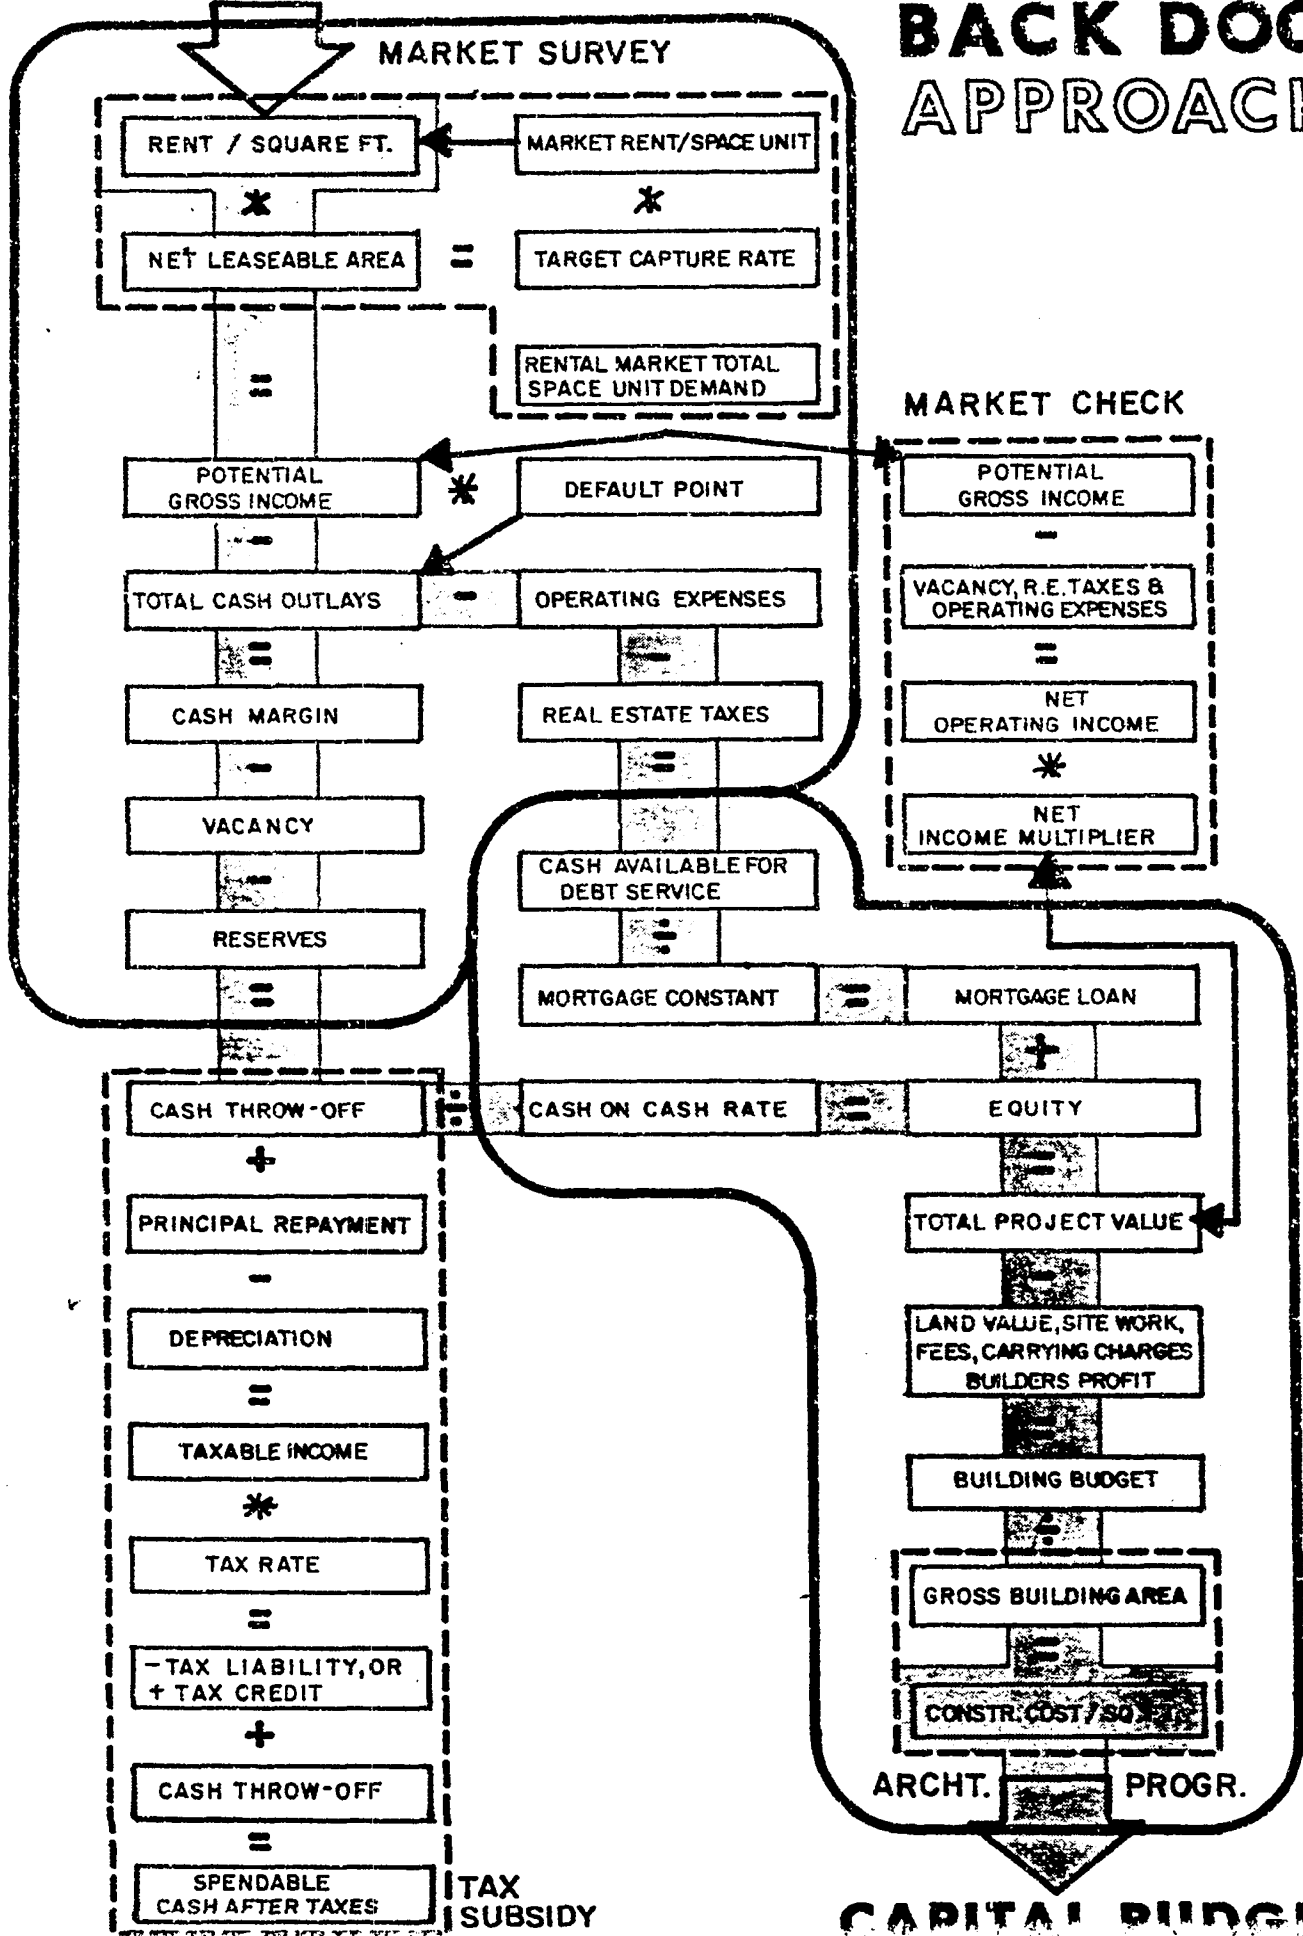 BACK DOO
APPROACH
MARKET SURVEY
RENT / SQUARE FT.
MARKET RENT/SPACE UNIT
*
*
NET LEASEABLE AREA
=
TARGET CAPTURE RATE
=
RENTAL MARKET TOTAL
SPACE UNIT DEMAND
MARKET CHECK
POTENTIAL
GROSS INCOME
*
DEFAULT POINT
POTENTIAL
GROSS INCOME
-
-
TOTAL CASH OUTLAYS
-
OPERATING EXPENSES
VACANCY, R.E. TAXES &
OPERATING EXPENSES
=
-
=
CASH MARGIN
REAL ESTATE TAXES
NET
OPERATING INCOME
-
=
*
VACANCY
NET
INCOME MULTIPLIER
-
CASH AVAILABLE FOR
DEBT SERVICE
RESERVES
÷
=
MORTGAGE CONSTANT
=
MORTGAGE LOAN
+
CASH THROW-OFF
÷
CASH ON CASH RATE
=
EQUITY
+
=
PRINCIPAL REPAYMENT
TOTAL PROJECT VALUE
-
-
DEPRECIATION
LAND VALUE, SITE WORK,
FEES, CARRYING CHARGES
BUILDERS PROFIT
=
=
TAXABLE INCOME
BUILDING BUDGET
*
÷
TAX RATE
GROSS BUILDING AREA
=
=
-TAX LIABILITY, OR
+ TAX CREDIT
CONSTR. COST / SQ. FT.
+
CASH THROW-OFF
ARCHT. PROGR.
=
SPENDABLE
CASH AFTER TAXES
TAX
SUBSIDY
CAPITAL BUDG